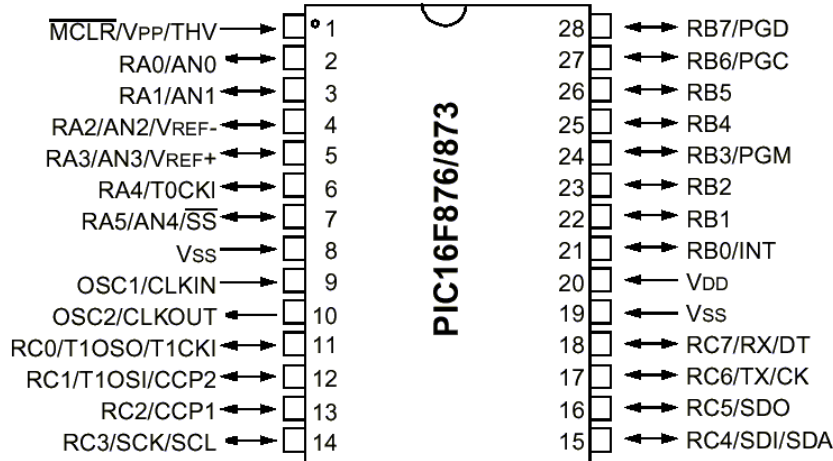 MCLR/VPP/THV 1 28 RB7/PGD
RA0/AN0 2 27 RB6/PGC
RA1/AN1 3 26 RB5
RA2/AN2/VREF- 4 25 RB4
RA3/AN3/VREF+ 5 24 RB3/PGM
RA4/T0CKI 6 23 RB2
RA5/AN4/SS 7 22 RB1
VSS 8 21 RB0/INT
OSC1/CLKIN 9 20 VDD
OSC2/CLKOUT 10 19 VSS
RC0/T1OSO/T1CKI 11 18 RC7/RX/DT
RC1/T1OSI/CCP2 12 17 RC6/TX/CK
RC2/CCP1 13 16 RC5/SDO
RC3/SCK/SCL 14 15 RC4/SDI/SDA
PIC16F876/873